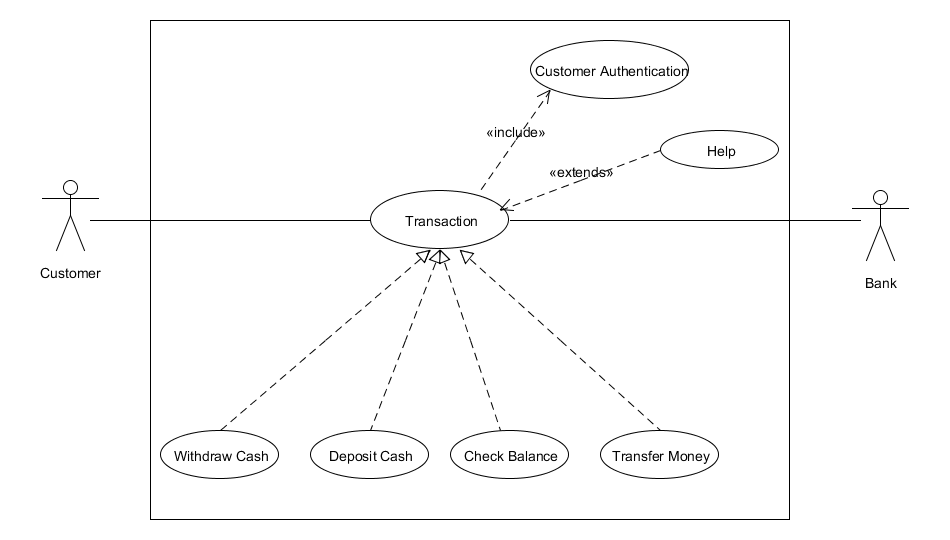 Customer Authentication
«include»
Help
«extends»
Transaction
Customer
Bank
Withdraw Cash
Deposit Cash
Check Balance
Transfer Money